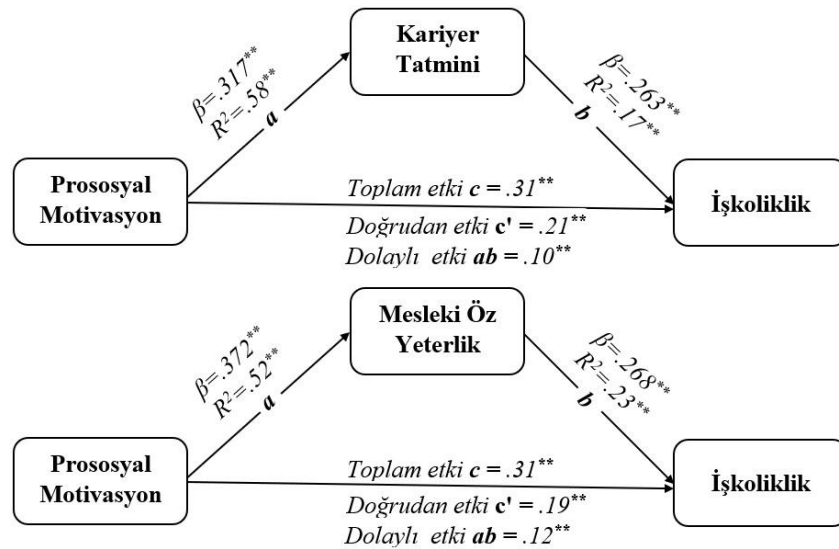 Kariyer
Tatmini
β=.317**
R²=.58**
a
β=.263**
R²=.17**
b
Prososyal
Motivasyon
Toplam etki c = .31**
Doğrudan etki c' = .21**
Dolaylı etki ab = .10**
İşkoliklik
Mesleki Öz
Yeterlik
β=.372**
R²=.52**
a
β=.268**
R²=.23**
b
Prososyal
Motivasyon
Toplam etki c = .31**
Doğrudan etki c' = .19**
Dolaylı etki ab = .12**
İşkoliklik